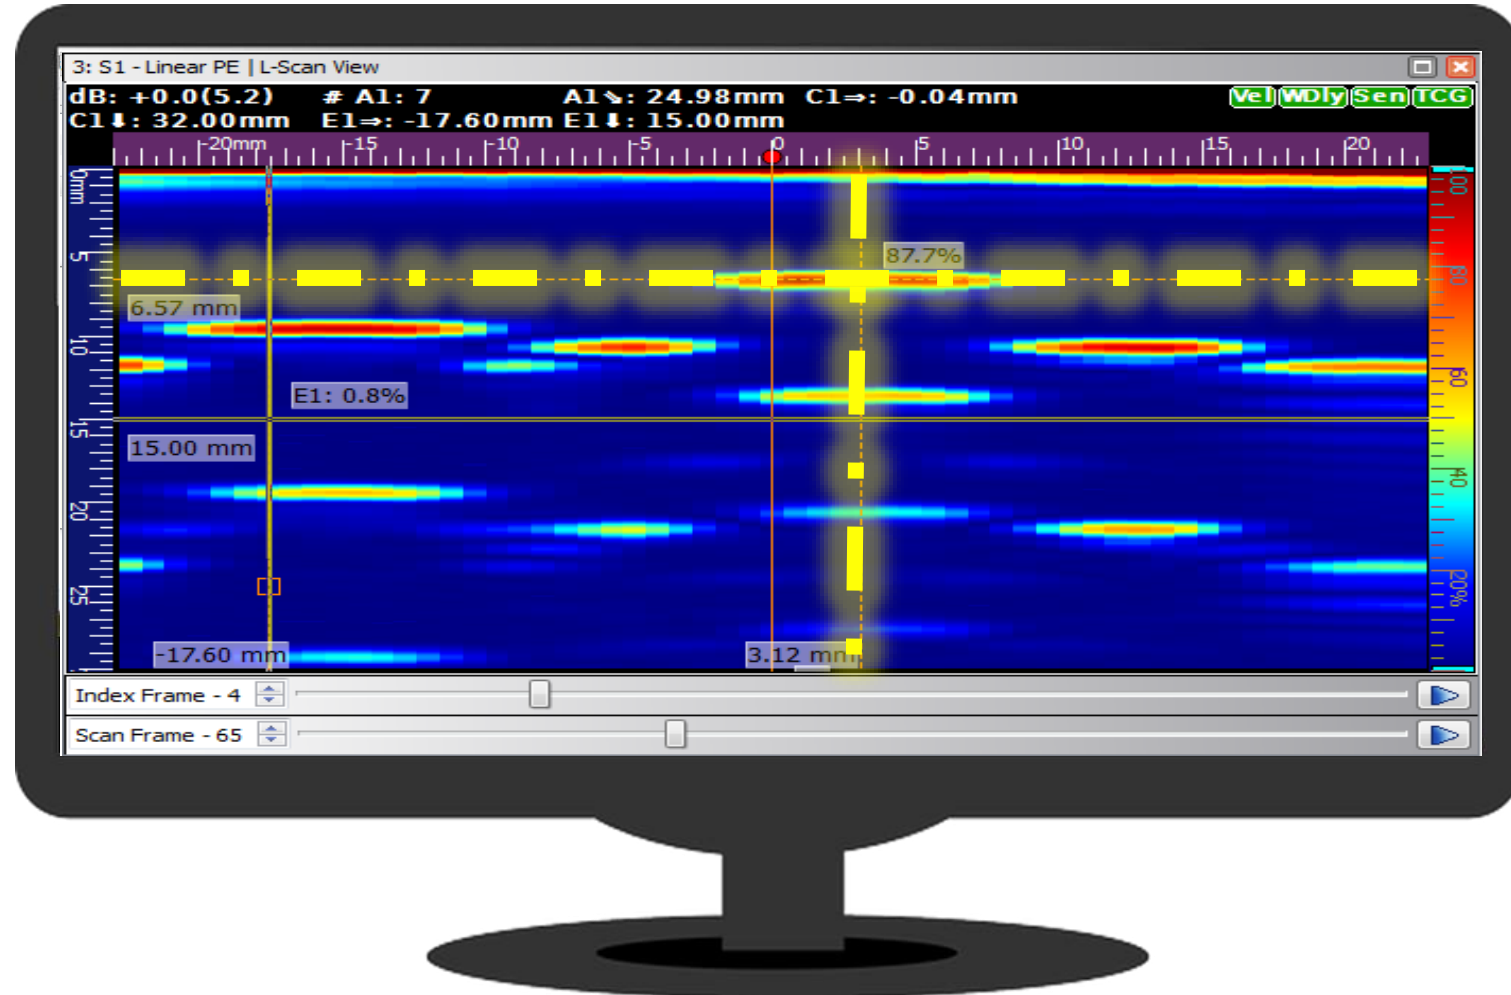 3: S1 - Linear PE | L-Scan View
dB: +0.0(5.2) # A1: 7 A1⇘: 24.98mm C1⇒: -0.04mm Vel WDly Sen TCG
C1⬇: 32.00mm E1⇒: -17.60mm E1⬇: 15.00mm
-20mm -15 -10 -5 0 5 10 15 20
0mm
5
10
15
20
25
100
80
60
40
20%
87.7%
6.57 mm
E1: 0.8%
15.00 mm
-17.60 mm 3.12 mm
Index Frame - 4
Scan Frame - 65